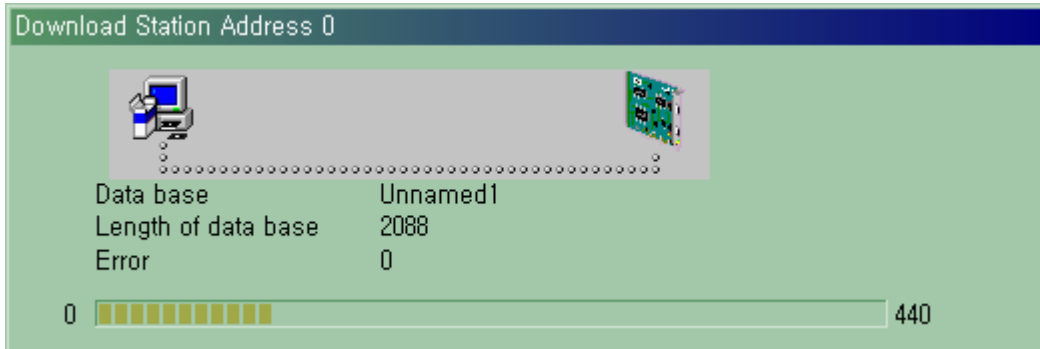 Download Station Address 0
Data base Unnamed1
Length of data base 2088
Error 0
0 440